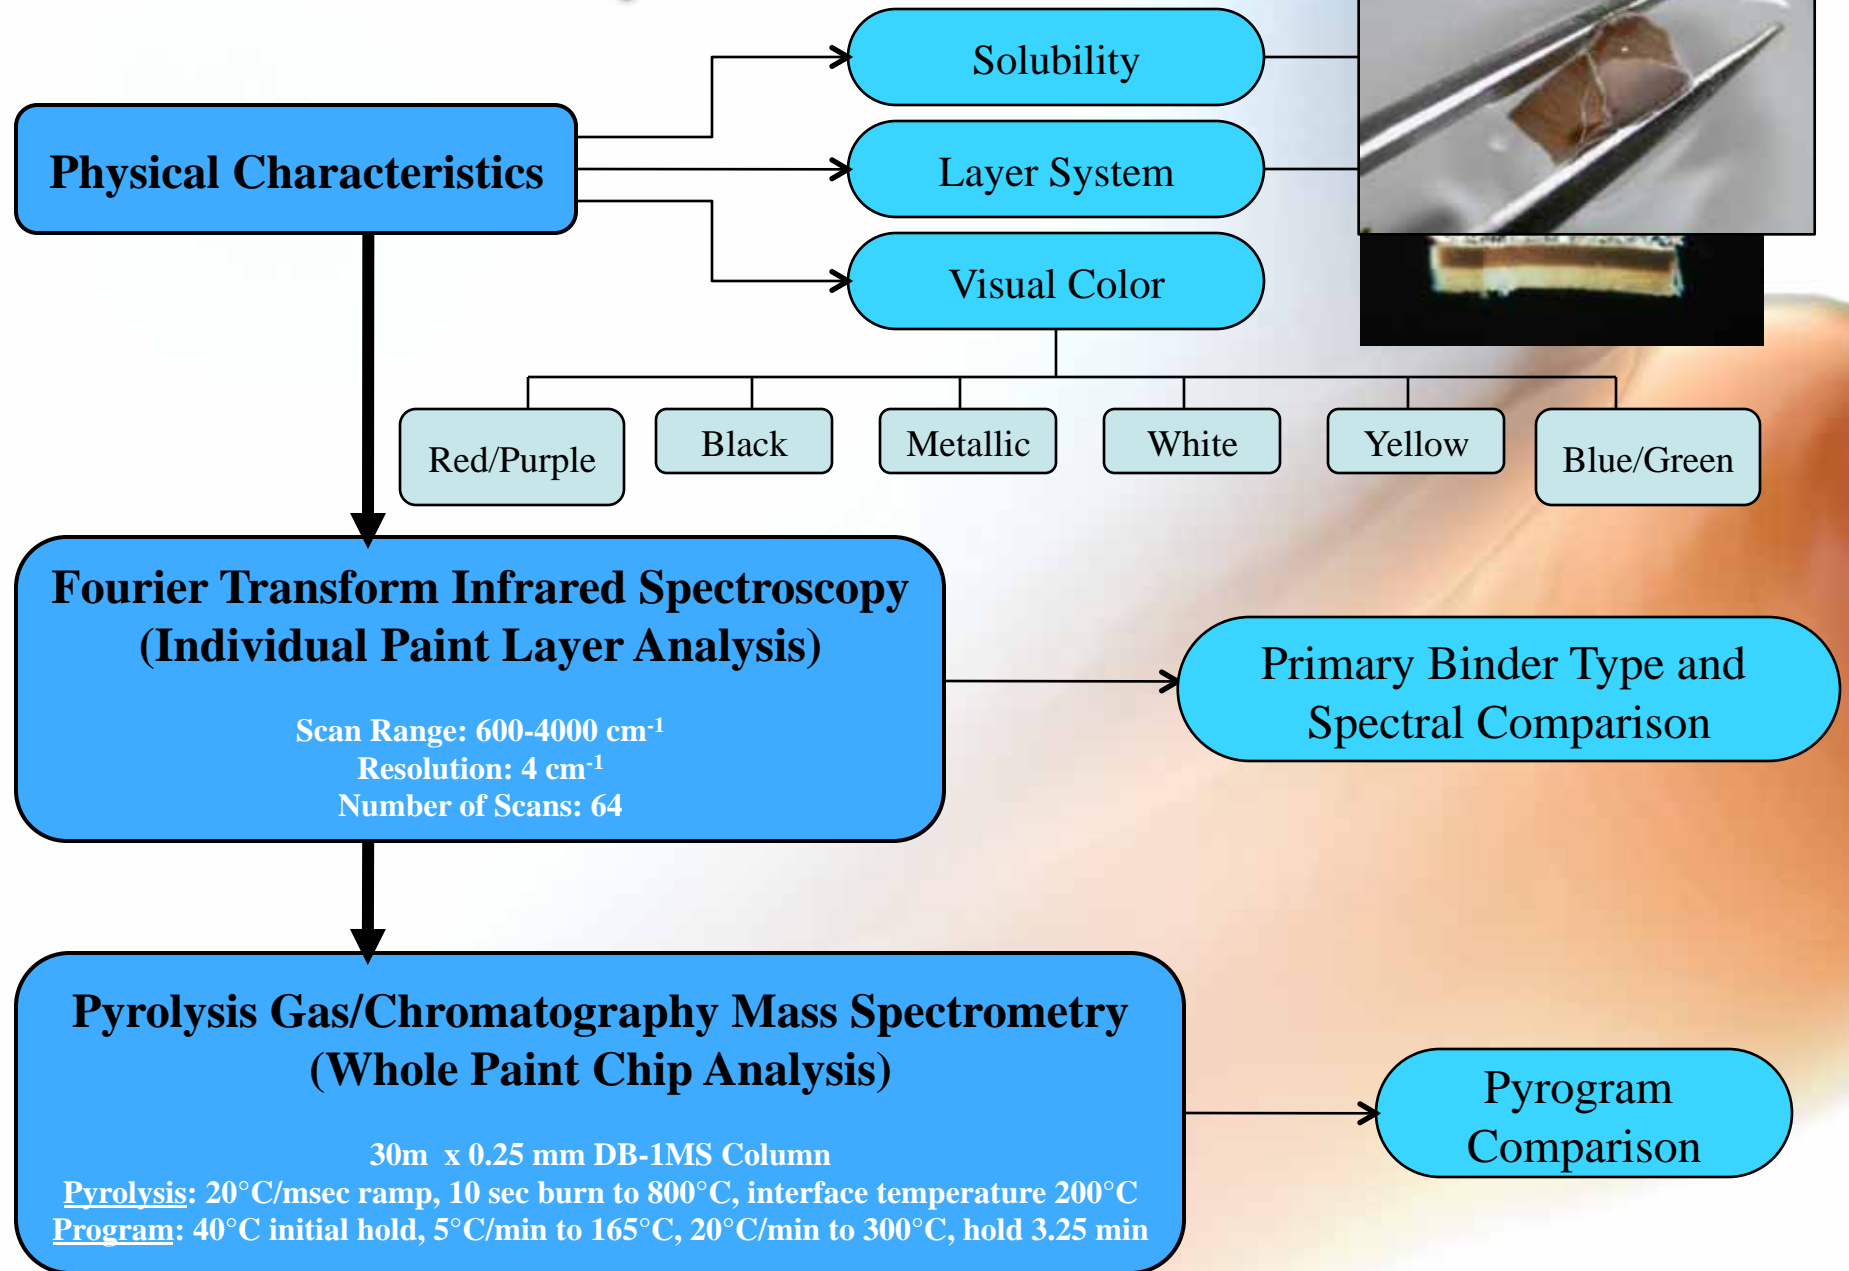 Solubility
Physical Characteristics
Layer System
Visual Color
Red/Purple
Black
Metallic
White
Yellow
Blue/Green
Fourier Transform Infrared Spectroscopy
(Individual Paint Layer Analysis)
Scan Range: 600-4000 cm⁻¹
Resolution: 4 cm⁻¹
Number of Scans: 64
Primary Binder Type and
Spectral Comparison
Pyrolysis Gas/Chromatography Mass Spectrometry
(Whole Paint Chip Analysis)
30m x 0.25 mm DB-1MS Column
Pyrolysis: 20°C/msec ramp, 10 sec burn to 800°C, interface temperature 200°C
Program: 40°C initial hold, 5°C/min to 165°C, 20°C/min to 300°C, hold 3.25 min
Pyrogram
Comparison